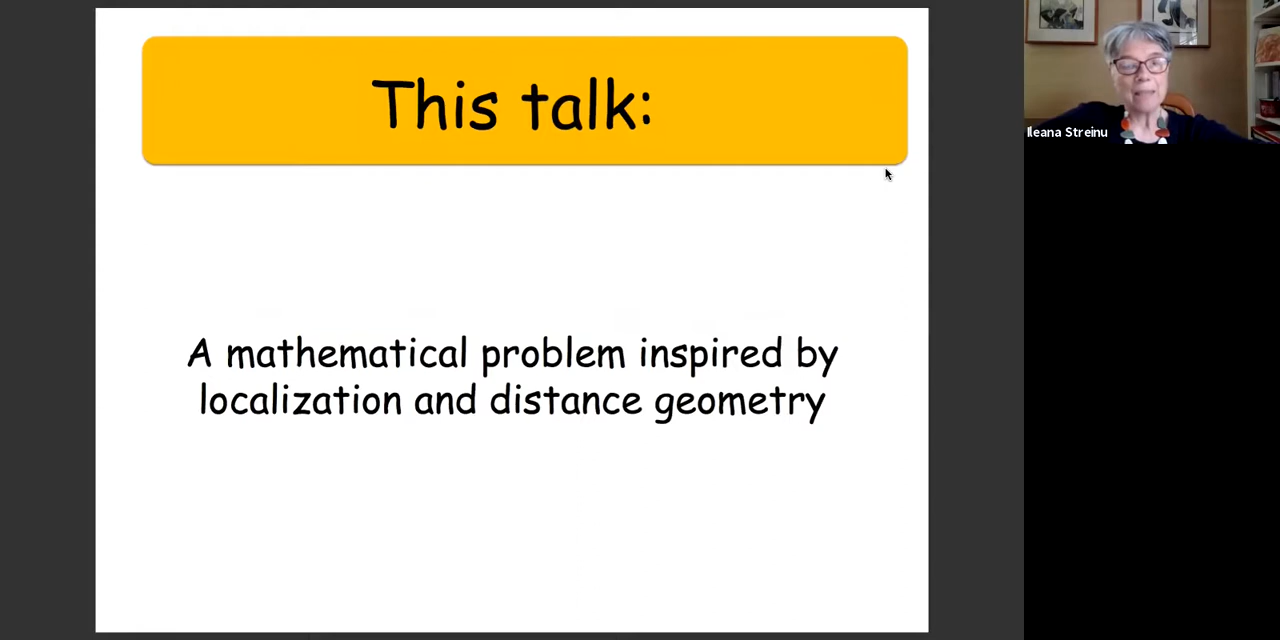 This talk:
A mathematical problem inspired by
localization and distance geometry
Ileana Streinu